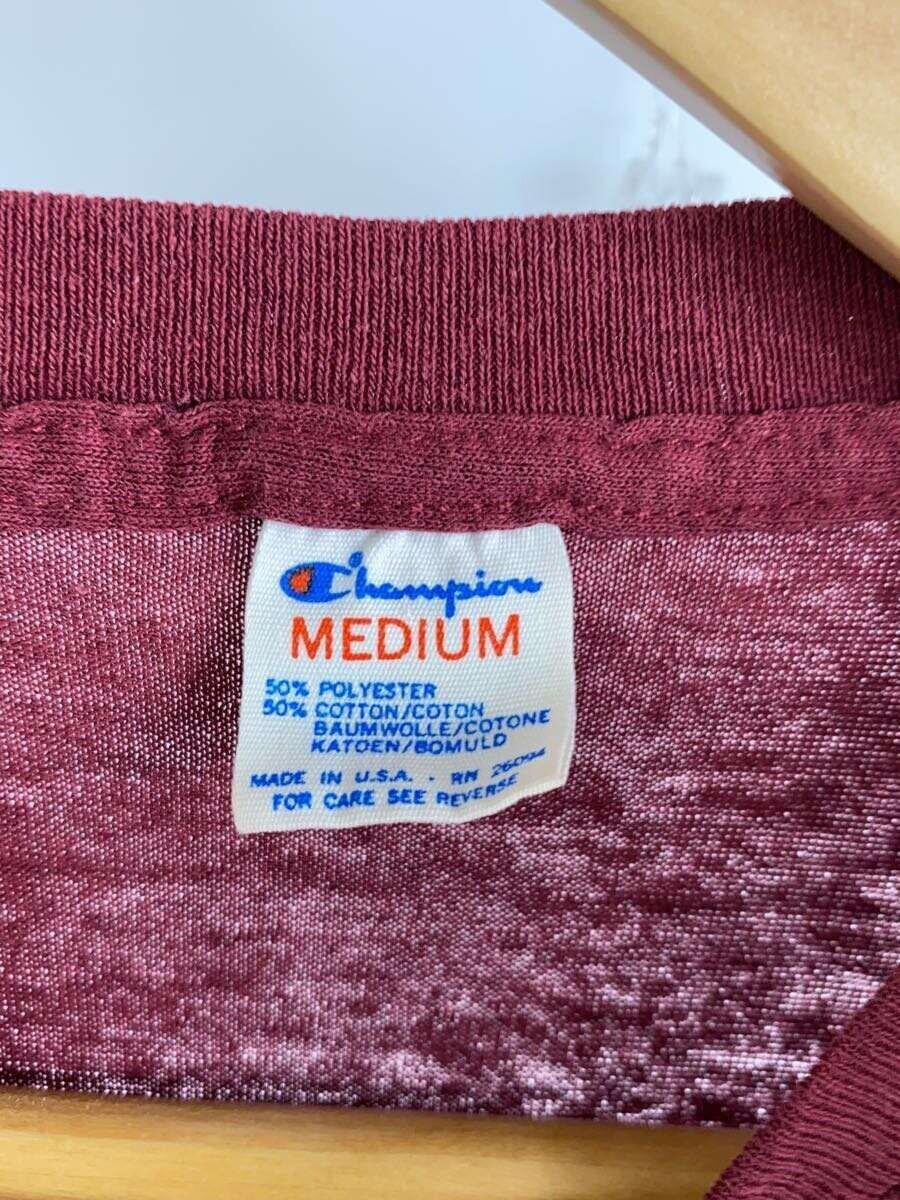 Champion
MEDIUM
50% POLYESTER
50% COTTON/COTON
BAUMWOLLE/COTONE
KATOEN/BOMULD
MADE IN U.S.A. · RN 26094
FOR CARE SEE REVERSE